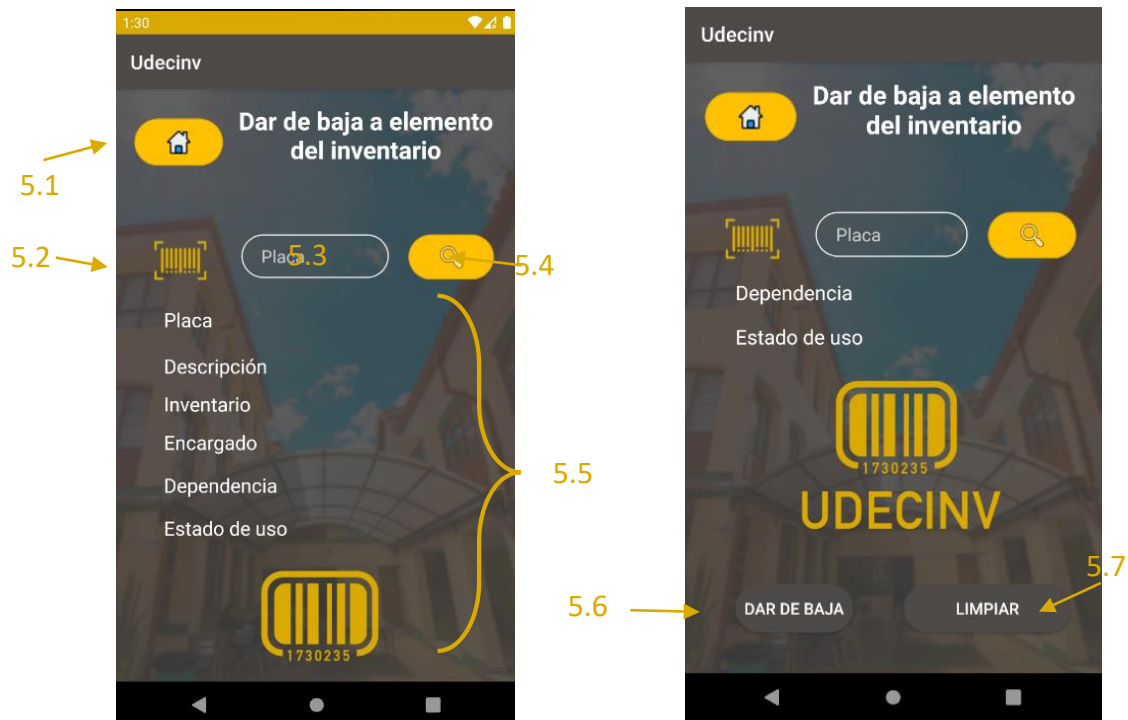 1:30
Udecinv
Dar de baja a elemento
del inventario
5.1
5.2
Placa
5.3
5.4
Placa
Descripción
Inventario
Encargado
Dependencia
Estado de uso
5.5
1730235
Udecinv
Dar de baja a elemento
del inventario
Placa
Dependencia
Estado de uso
1730235
UDECINV
5.6
DAR DE BAJA
LIMPIAR
5.7